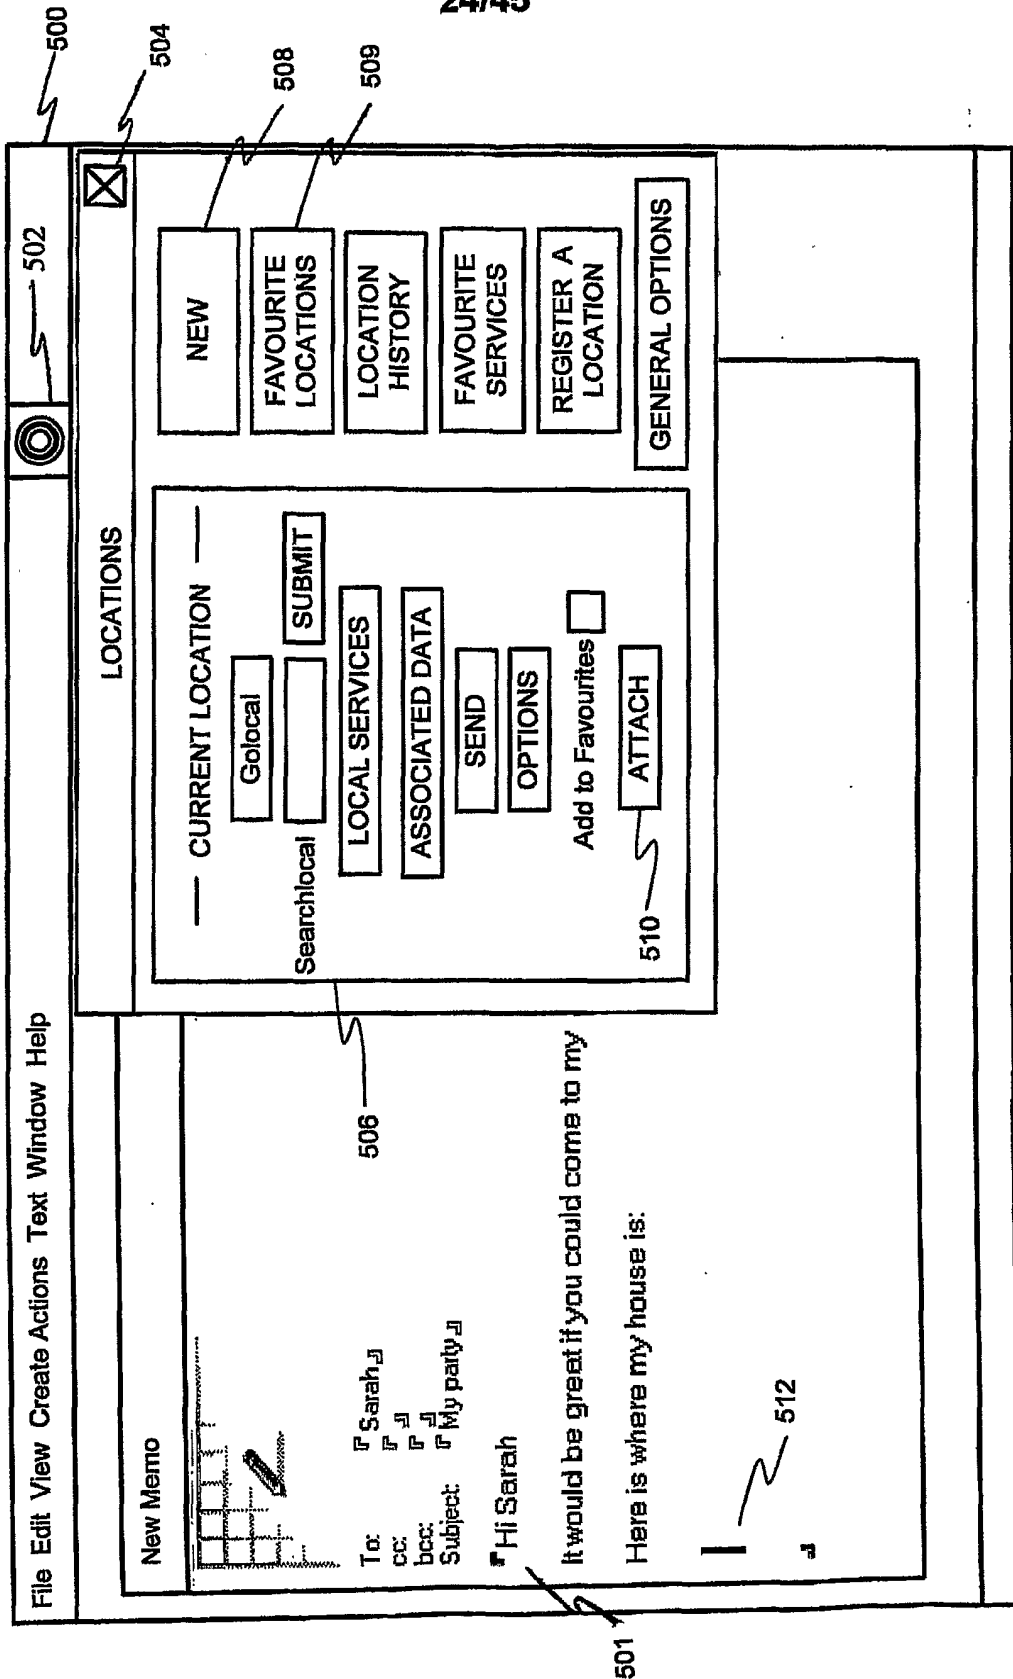 24/45
500
File Edit View Create Actions Text Window Help
502
504
LOCATIONS
New Memo
— CURRENT LOCATION —
Golocal
Searchlocal
SUBMIT
LOCAL SERVICES
ASSOCIATED DATA
SEND
OPTIONS
Add to Favourites
ATTACH
510
506
NEW
508
FAVOURITE
LOCATIONS
509
LOCATION
HISTORY
FAVOURITE
SERVICES
REGISTER A
LOCATION
GENERAL OPTIONS
To: 『Sarah』
cc: 『 』
bcc: 『 』
Subject: 『My party』
『Hi Sarah
501
It would be great if you could come to my
Here is where my house is:
512
』